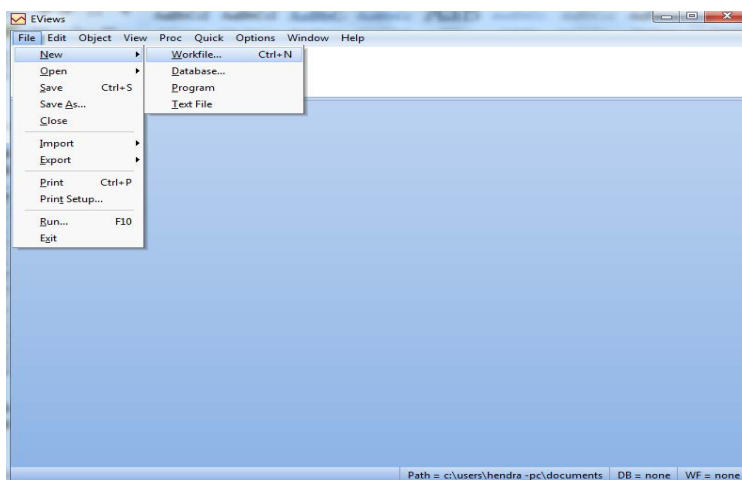 EViews
File Edit Object View Proc Quick Options Window Help
New
Open
Save Ctrl+S
Save As...
Close
Import
Export
Print Ctrl+P
Print Setup...
Run... F10
Exit
Workfile... Ctrl+N
Database...
Program
Text File
Path = c:\users\hendra -pc\documents DB = none WF = none